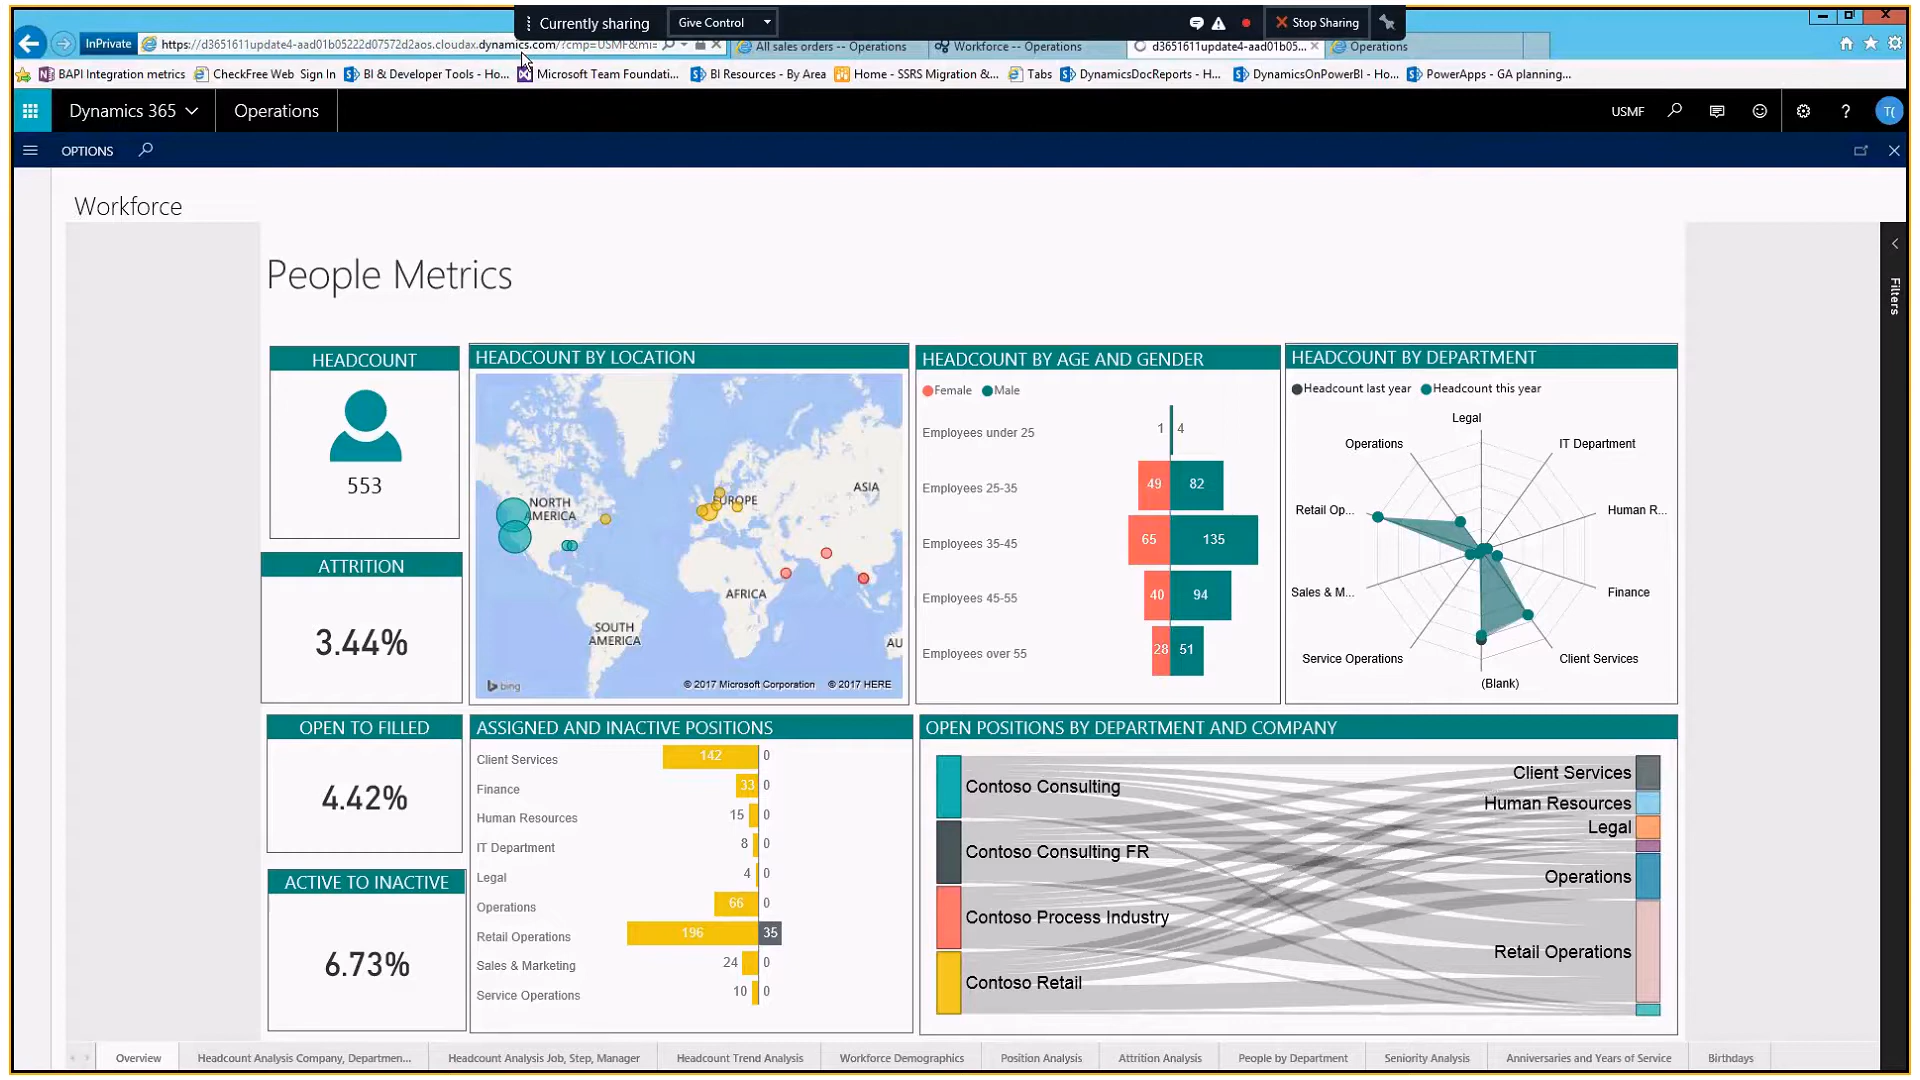 Currently sharing
Give Control
Stop Sharing
InPrivate
https://d3651611update4-aad01b05222d07572d2aos.cloudax.dynamics.com/?cmp=USMF&mi=
All sales orders -- Operations
Workforce -- Operations
d3651611update4-aad01b05...
Operations
BAPI Integration metrics
CheckFree Web Sign In
BI & Developer Tools - Ho...
Microsoft Team Foundati...
BI Resources - By Area
Home - SSRS Migration &...
Tabs
DynamicsDocReports - H...
DynamicsOnPowerBI - Ho...
PowerApps - GA planning...
Dynamics 365
Operations
USMF
?
T(
OPTIONS
Workforce
Filters
People Metrics
HEADCOUNT
553
ATTRITION
3.44%
OPEN TO FILLED
4.42%
ACTIVE TO INACTIVE
6.73%
HEADCOUNT BY LOCATION
NORTH
AMERICA
EUROPE
ASIA
AFRICA
SOUTH
AMERICA
AU
bing
© 2017 Microsoft Corporation © 2017 HERE
HEADCOUNT BY AGE AND GENDER
Female Male
Employees under 25 1 4
Employees 25-35 49 82
Employees 35-45 65 135
Employees 45-55 40 94
Employees over 55 28 51
HEADCOUNT BY DEPARTMENT
Headcount last year Headcount this year
Legal
Operations
IT Department
Retail Op...
Human R...
Sales & M...
Finance
Service Operations
Client Services
(Blank)
ASSIGNED AND INACTIVE POSITIONS
Client Services 142 0
Finance 33 0
Human Resources 15 0
IT Department 8 0
Legal 4 0
Operations 66 0
Retail Operations 196 35
Sales & Marketing 24 0
Service Operations 10 0
OPEN POSITIONS BY DEPARTMENT AND COMPANY
Contoso Consulting
Contoso Consulting FR
Contoso Process Industry
Contoso Retail
Client Services
Human Resources
Legal
Operations
Retail Operations
Overview
Headcount Analysis Company, Departmen...
Headcount Analysis Job, Step, Manager
Headcount Trend Analysis
Workforce Demographics
Position Analysis
Attrition Analysis
People by Department
Seniority Analysis
Anniversaries and Years of Service
Birthdays